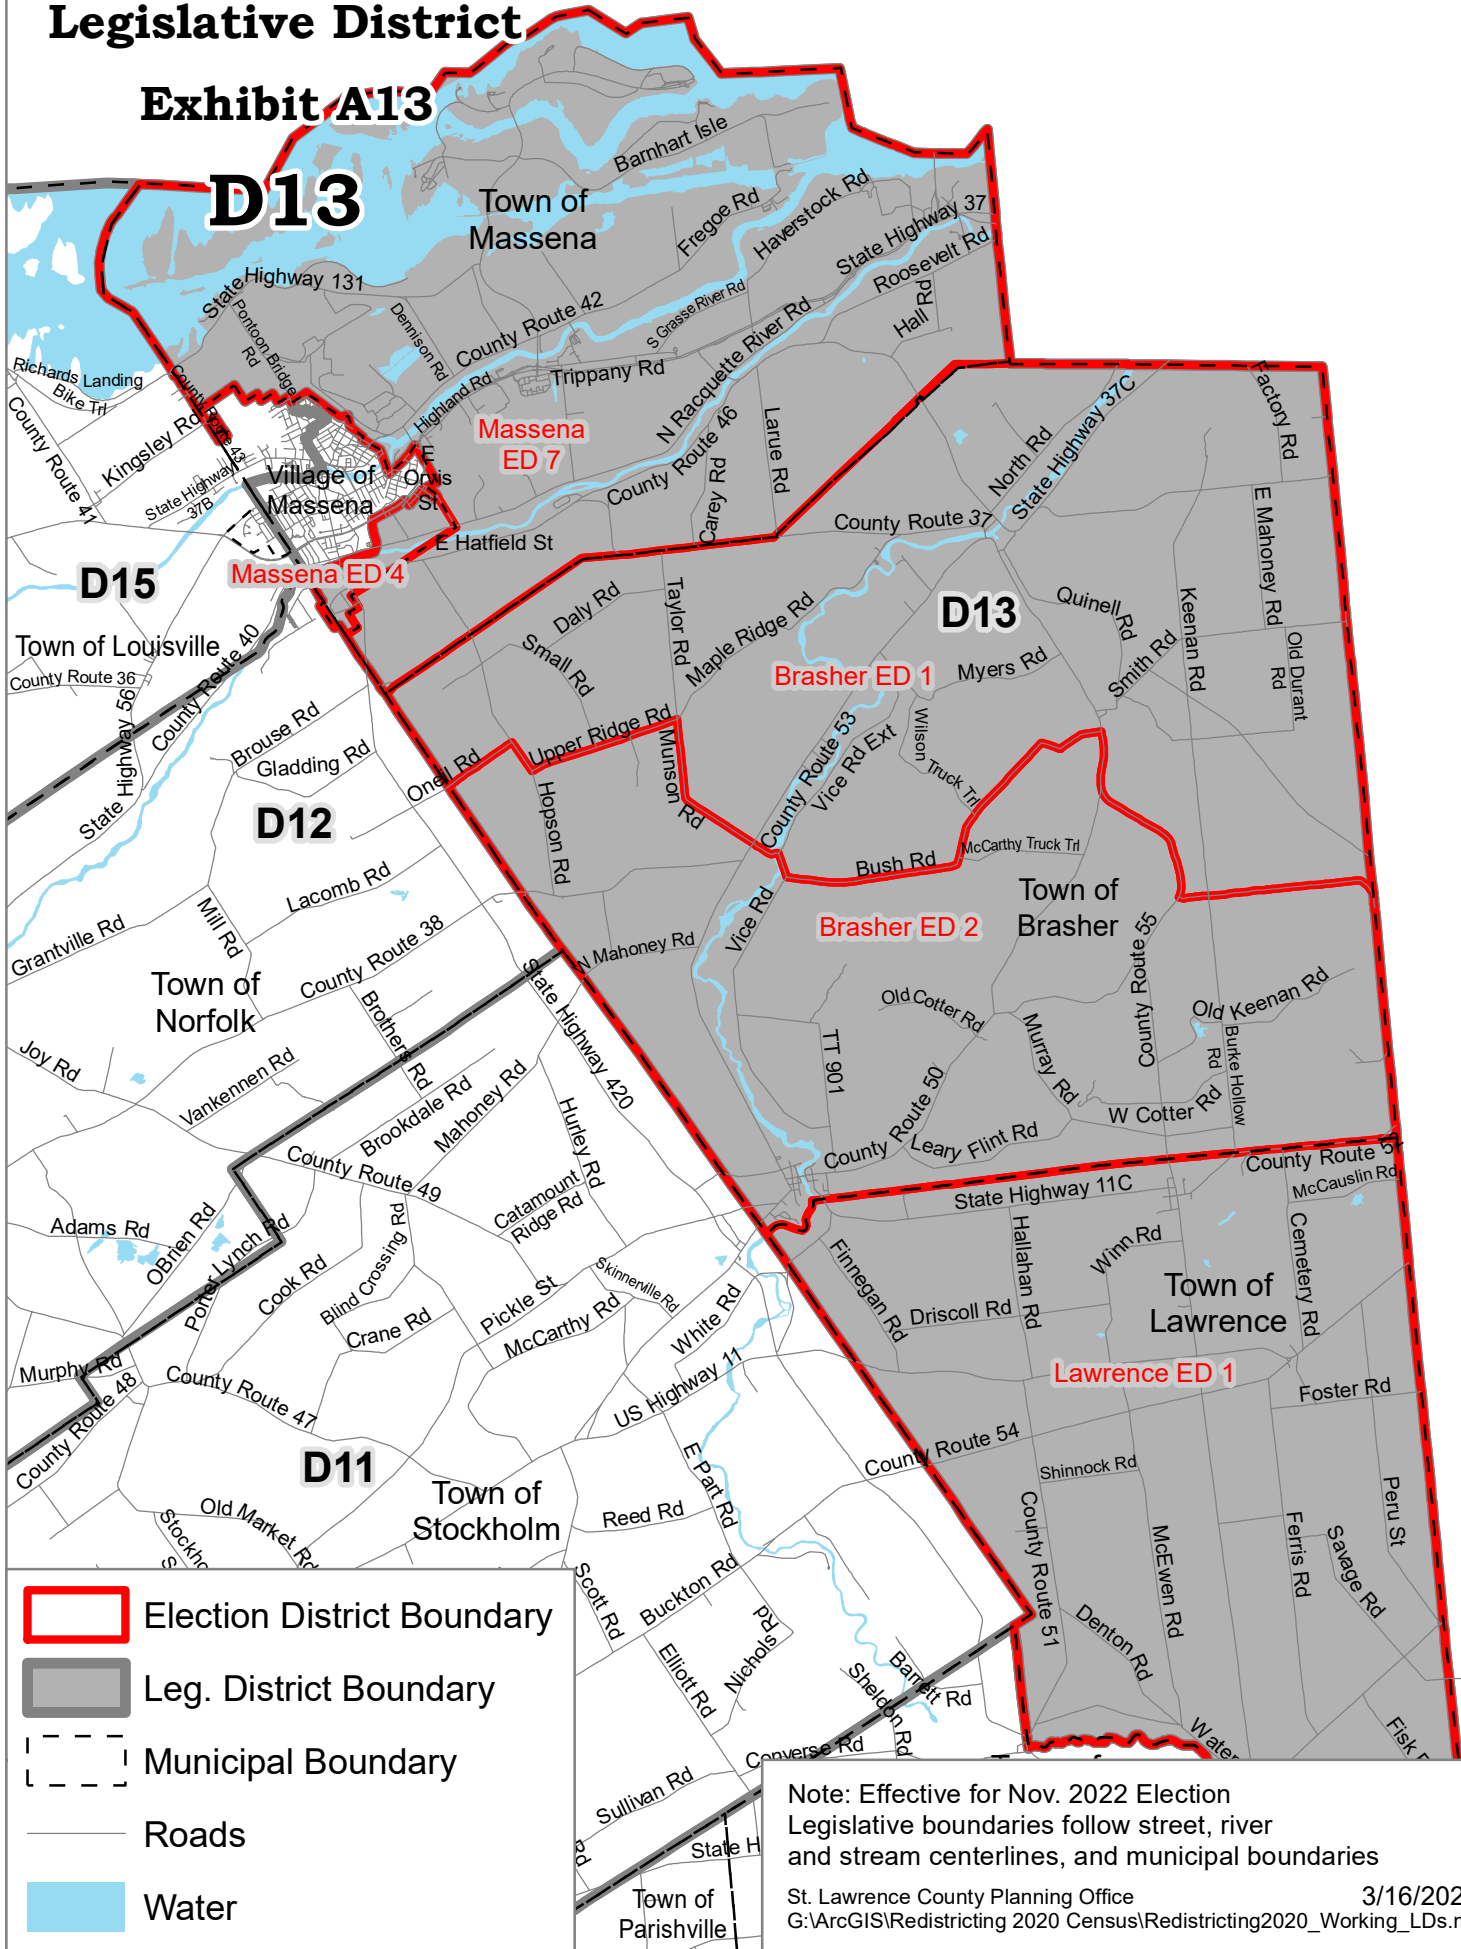 Legislative District
Exhibit A13
D13
Town of
Massena
Barnhart Isle
Fregoe Rd
Haverstock Rd
State Highway 37
Roosevelt Rd
Hall Rd
State Highway 131
Pontoon Bridge
Rd
Dennison Rd
County Route 42
S Grasse River Rd
N Racquette River Rd
Trippany Rd
Highland Rd
Richards Landing
Bike Trl
County Route 43
Kingsley Rd
County Route 41
State Highway
37B
Village of
Massena
E
Orvis
St
Massena
ED 7
County Route 46
Carey Rd
Larue Rd
E Hatfield St
Massena ED 4
Factory Rd
North Rd
State Highway 37C
County Route 37
E Mahoney Rd
D15
Town of Louisville
County Route 36
State Highway 56
County Route 40
Daly Rd
Small Rd
Taylor Rd
Maple Ridge Rd
D13
Quinell
Rd
Keenan Rd
Smith Rd
Old Durant
Rd
Myers Rd
Brasher ED 1
Brouse Rd
Gladding Rd
Oneil Rd
Upper Ridge Rd
Munson Rd
Hopson Rd
County Route 53
Vice Rd Ext
Wilson Truck Trl
McCarthy Truck Trl
Bush Rd
D12
Lacomb Rd
Mill Rd
Grantville Rd
County Route 38
Town of
Norfolk
Brothers Rd
State Highway 420
N Mahoney Rd
Vice Rd
Brasher ED 2
Town of
Brasher
County Route 55
Old Cotter Rd
Old Keenan Rd
Burke Hollow
Rd
Murray Rd
TT 901
County Route 50
W Cotter Rd
Leary Flint Rd
Joy Rd
Vankennen Rd
Brookdale Rd
Mahoney Rd
Hurley Rd
County Route 49
Catamount
Ridge Rd
Adams Rd
OBrien Rd
Porter Lynch Rd
Cook Rd
Blind Crossing Rd
Crane Rd
Pickle St
Skinnerville Rd
McCarthy Rd
White Rd
US Highway 11
Murphy Rd
County Route 48
County Route 47
State Highway 11C
County Route 52
McCauslin Rd
Finnegan Rd
Hallahan Rd
Winn Rd
Cemetery Rd
Driscoll Rd
Town of
Lawrence
Lawrence ED 1
Foster Rd
County Route 54
Shinnock Rd
County Route 51
McEwen Rd
Ferris Rd
Savage Rd
Peru St
Denton Rd
Water
Fisk
D11
Town of
Stockholm
Old Market Rd
Stockho
S
E Part Rd
Reed Rd
Scott Rd
Buckton Rd
Elliott Rd
Nichols Rd
Barrett Rd
Sheldon Rd
Converse Rd
Sullivan Rd
State H
Rd
Town of
Parishville
Election District Boundary
Leg. District Boundary
Municipal Boundary
Roads
Water
Note: Effective for Nov. 2022 Election
Legislative boundaries follow street, river
and stream centerlines, and municipal boundaries
St. Lawrence County Planning Office 3/16/202
G:\ArcGIS\Redistricting 2020 Census\Redistricting2020_Working_LDs.m